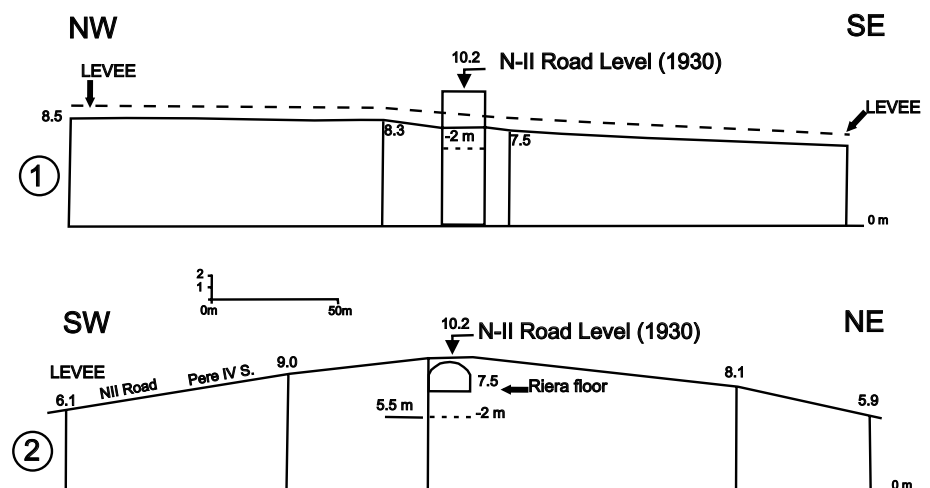 NW
SE
10.2 N-II Road Level (1930)
LEVEE
LEVEE
8.5
8.3
-2 m
7.5
1
0 m
2
1
0m
50m
SW
NE
10.2 N-II Road Level (1930)
LEVEE
NII Road
Pere IV S.
9.0
8.1
7.5
Riera floor
6.1
5.9
5.5 m
-2 m
2
0 m